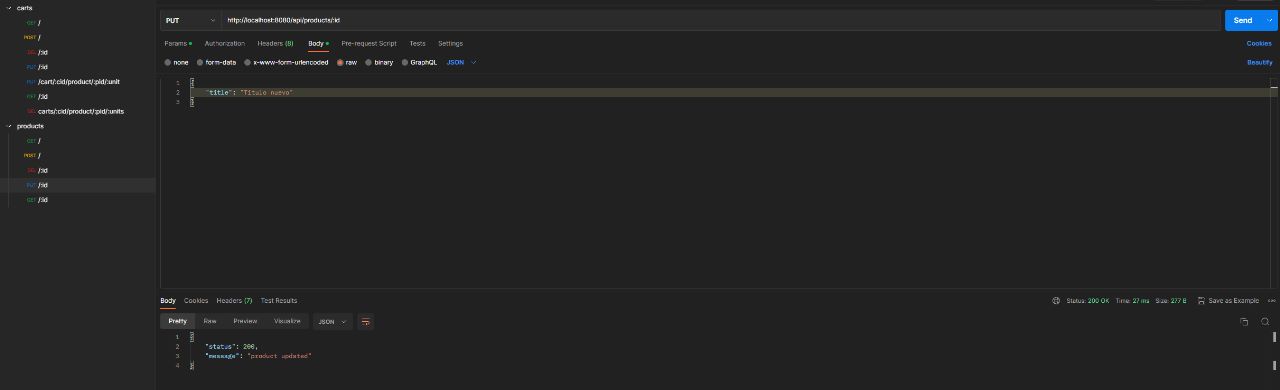 carts
GET /
POST /
DEL /:id
PUT /:id
PUT /cart/:cid/product/:pid/:unit
GET /:id
DEL carts/:cid/product/:pid/:units
products
GET /
POST /
DEL /:id
PUT /:id
GET /:id
PUT http://localhost:8080/api/products/:id Send
Params Authorization Headers (8) Body Pre-request Script Tests Settings Cookies
none form-data x-www-form-urlencoded raw binary GraphQL JSON Beautify
1 {
2 "title": "Titulo nuevo"
3 }
Body Cookies Headers (7) Test Results Status: 200 OK Time: 27 ms Size: 277 B Save as Example
Pretty Raw Preview Visualize JSON
1 {
2 "status": 200,
3 "message": "product updated"
4 }